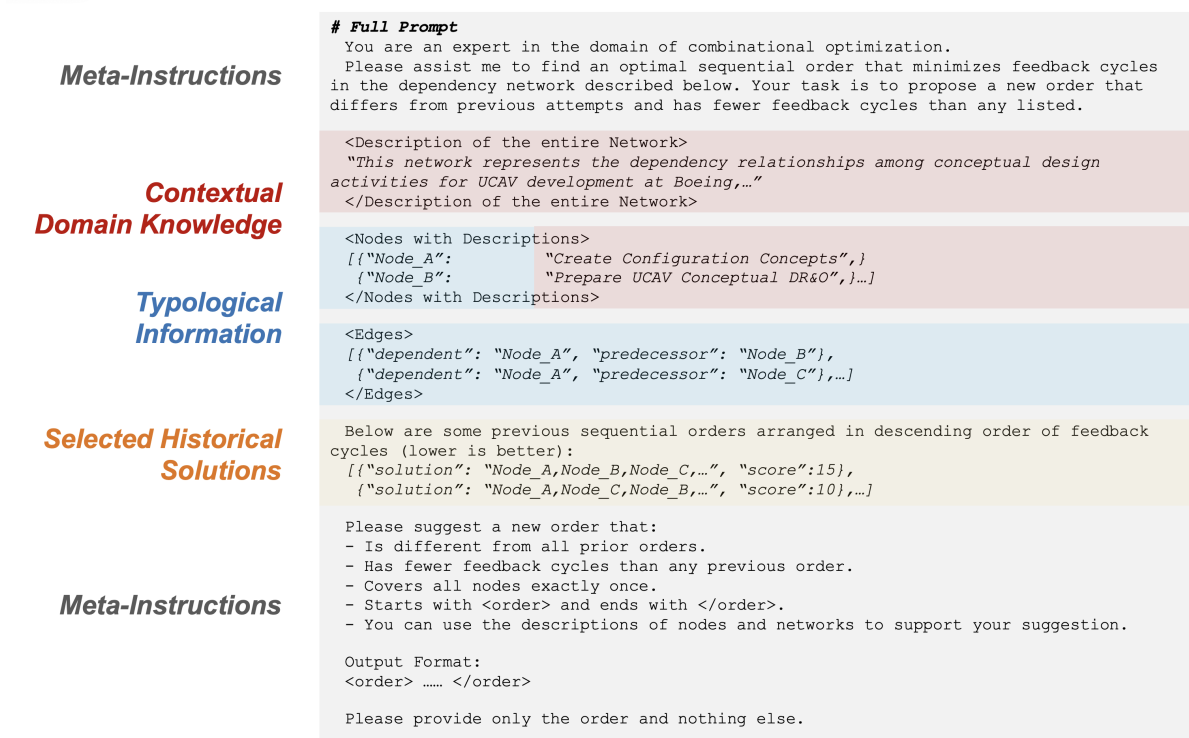 # Full Prompt
You are an expert in the domain of combinational optimization.
Meta-Instructions
Please assist me to find an optimal sequential order that minimizes feedback cycles
in the dependency network described below. Your task is to propose a new order that
differs from previous attempts and has fewer feedback cycles than any listed.
<Description of the entire Network>
“This network represents the dependency relationships among conceptual design
activities for UCAV development at Boeing,…”
</Description of the entire Network>
Contextual
Domain Knowledge
<Nodes with Descriptions>
[{“Node_A”: “Create Configuration Concepts”,}
{“Node_B”: “Prepare UCAV Conceptual DR&O”,}…]
</Nodes with Descriptions>
Typological
Information
<Edges>
[{“dependent”: “Node_A”, “predecessor”: “Node_B”},
{“dependent”: “Node_A”, “predecessor”: “Node_C”},…]
</Edges>
Selected Historical
Solutions
Below are some previous sequential orders arranged in descending order of feedback
cycles (lower is better):
[{“solution”: “Node_A,Node_B,Node_C,…”, “score”:15},
{“solution”: “Node_A,Node_C,Node_B,…”, “score”:10},…]
Please suggest a new order that:
- Is different from all prior orders.
- Has fewer feedback cycles than any previous order.
- Covers all nodes exactly once.
Meta-Instructions
- Starts with <order> and ends with </order>.
- You can use the descriptions of nodes and networks to support your suggestion.
Output Format:
<order> …… </order>
Please provide only the order and nothing else.